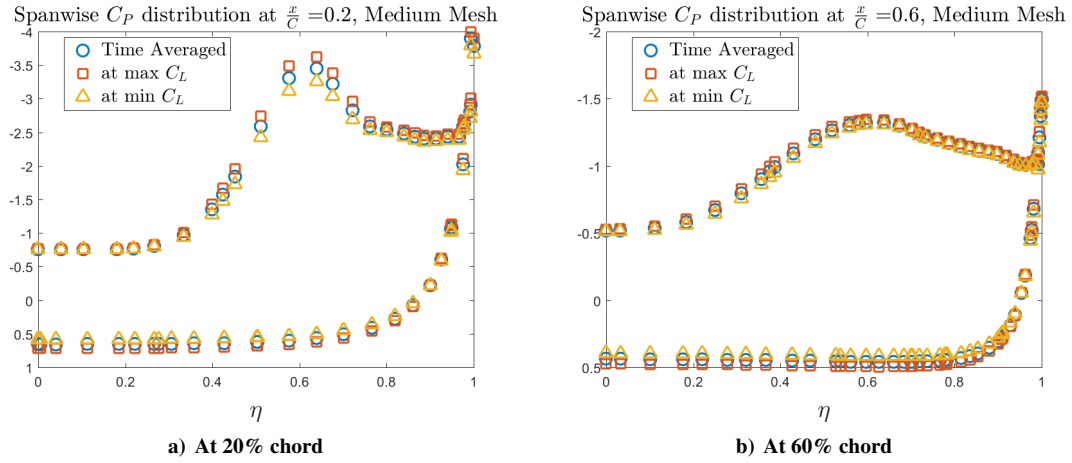 Spanwise C_P distribution at x/C =0.2, Medium Mesh
-4
-3.5
-3
-2.5
-2
-1.5
-1
-0.5
0
0.5
1
0
0.2
0.4
0.6
0.8
1
Time Averaged
at max C_L
at min C_L
η
a) At 20% chord
Spanwise C_P distribution at x/C =0.6, Medium Mesh
-2
-1.5
-1
-0.5
0
0.5
0
0.2
0.4
0.6
0.8
1
Time Averaged
at max C_L
at min C_L
η
b) At 60% chord